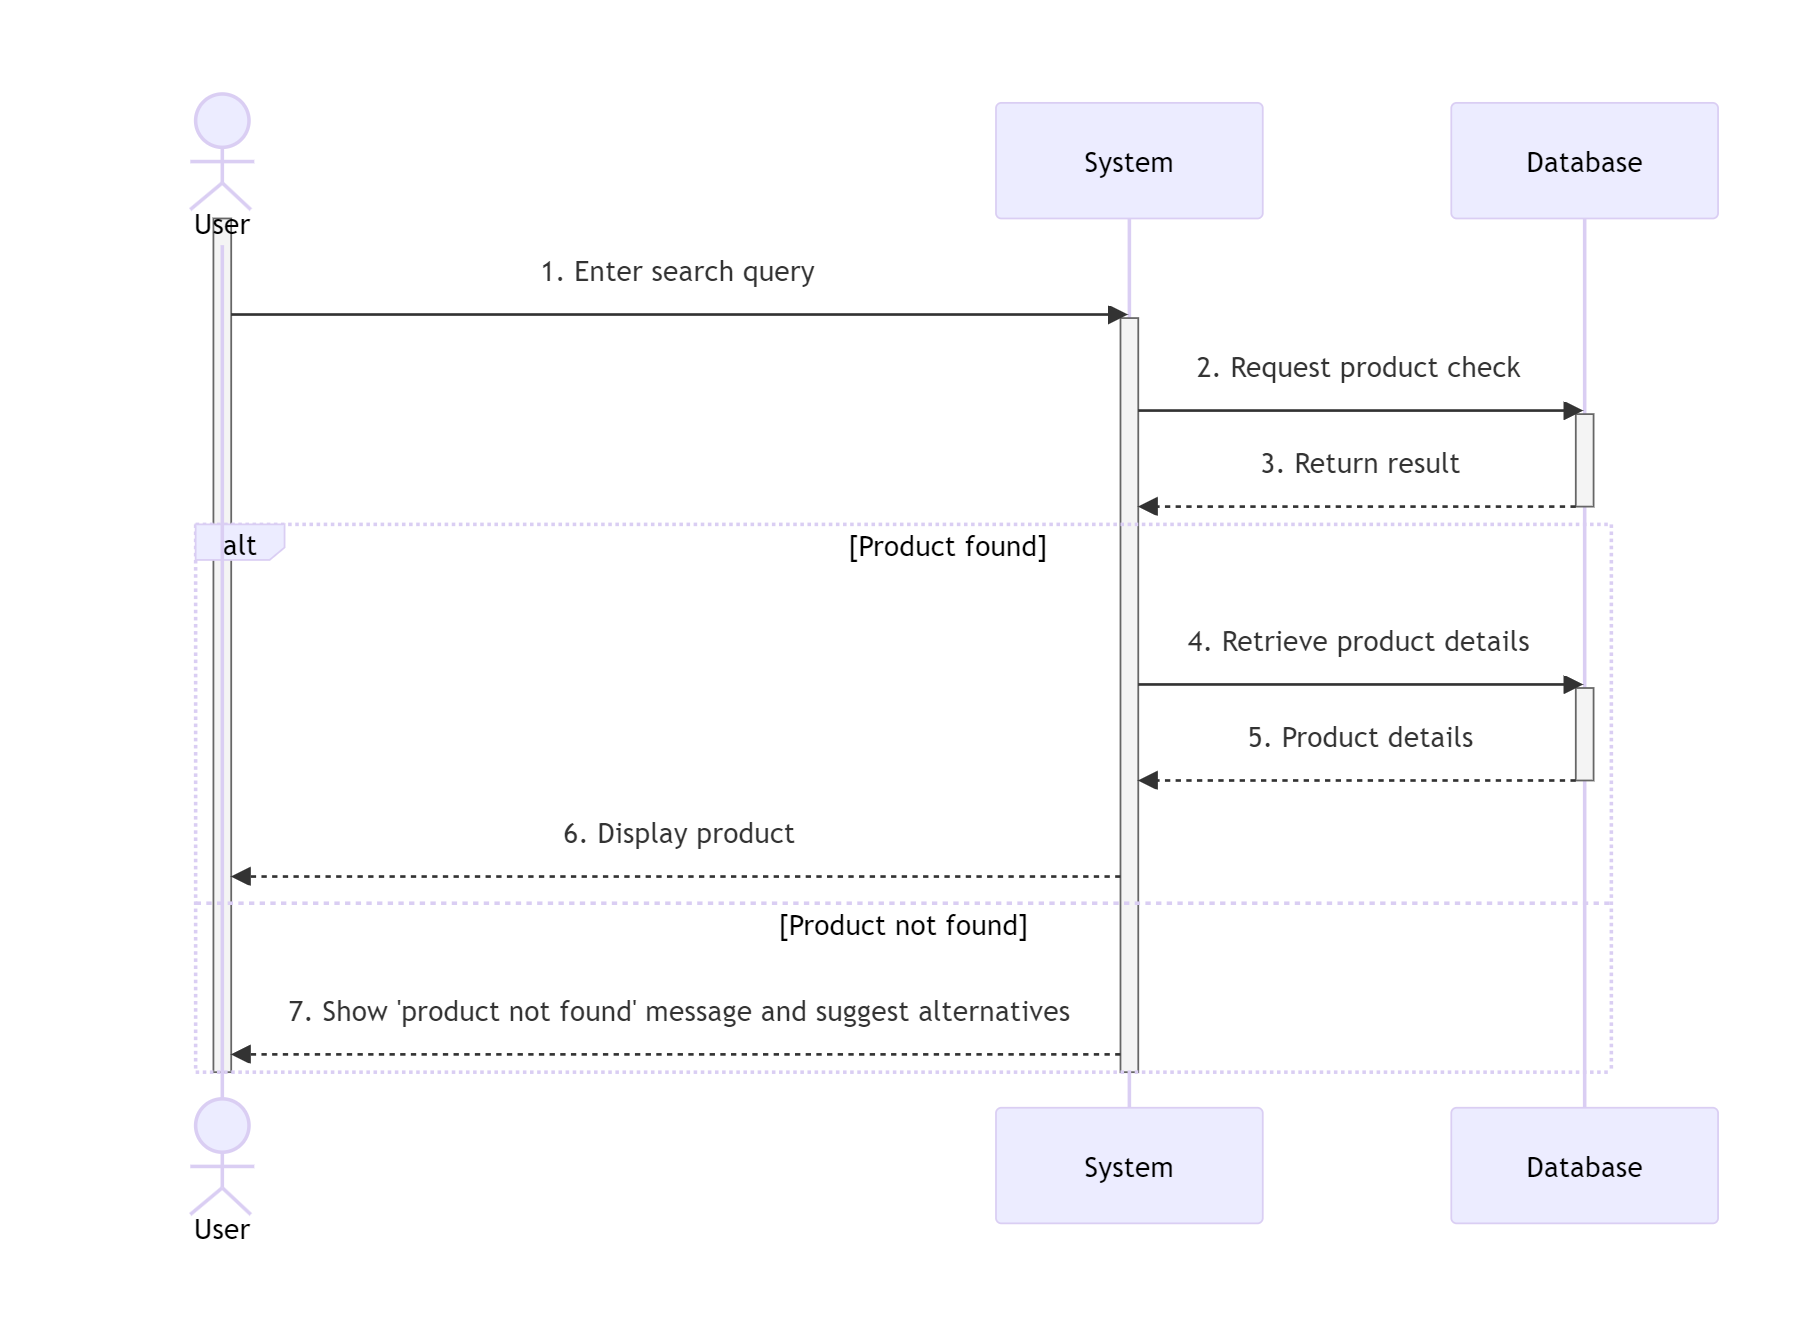 System
Database
User
1. Enter search query
2. Request product check
3. Return result
alt
[Product found]
4. Retrieve product details
5. Product details
6. Display product
[Product not found]
7. Show 'product not found' message and suggest alternatives
System
Database
User